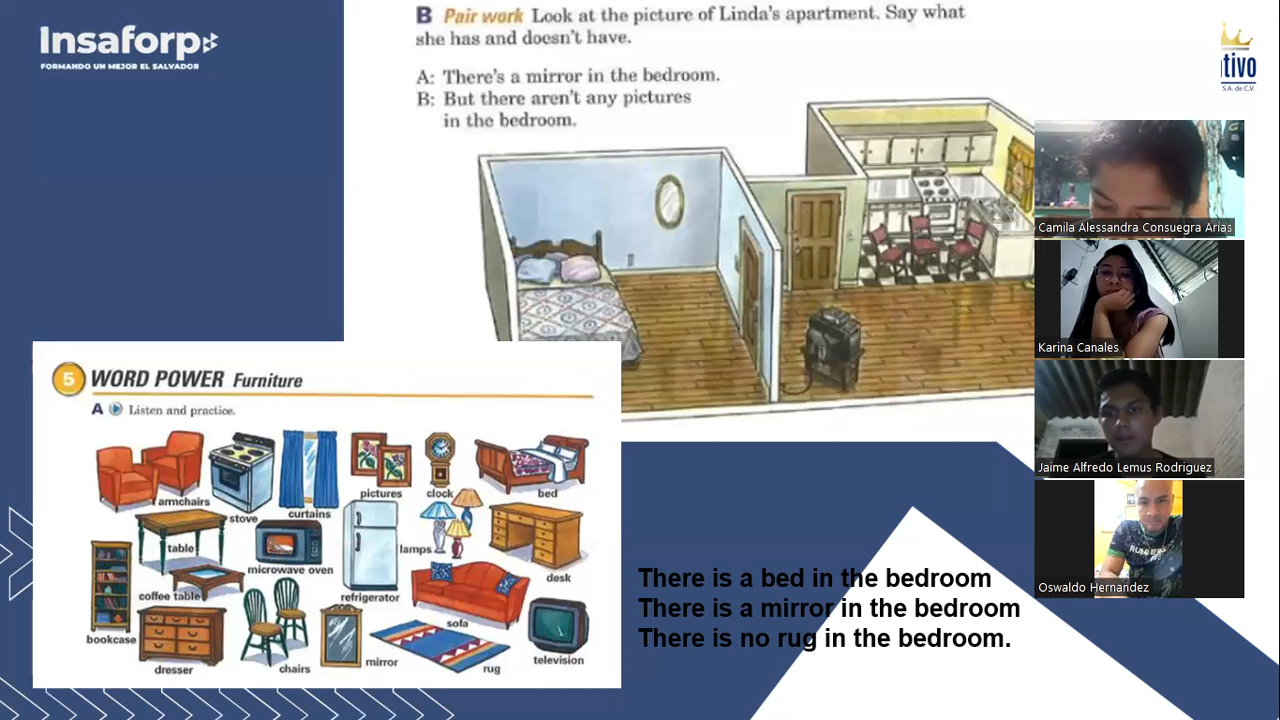 Insaforp
FORMANDO UN MEJOR EL SALVADOR
B Pair work Look at the picture of Linda's apartment. Say what
she has and doesn't have.
A: There's a mirror in the bedroom.
B: But there aren't any pictures
in the bedroom.
tivo
S.A. de C.V.
Camila Alessandra Consuegra Arias
Karina Canales
Jaime Alfredo Lemus Rodríguez
Oswaldo Hernandez
5 WORD POWER Furniture
A Listen and practice.
armchairs
stove
curtains
pictures
clock
bed
table
microwave oven
lamps
desk
coffee table
refrigerator
sofa
bookcase
dresser
chairs
mirror
rug
television
There is a bed in the bedroom
There is a mirror in the bedroom
There is no rug in the bedroom.